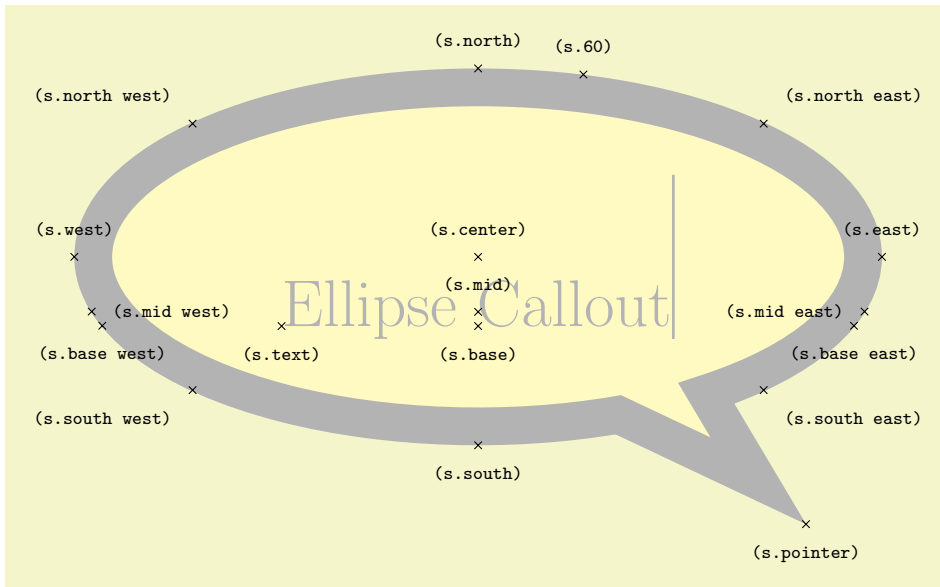 (s.north)
(s.60)
(s.north west)
(s.north east)
(s.west)
(s.center)
(s.east)
(s.mid)
Ellipse Callout
(s.mid west)
(s.mid east)
(s.base west)
(s.text)
(s.base)
(s.base east)
(s.south west)
(s.south east)
(s.south)
(s.pointer)